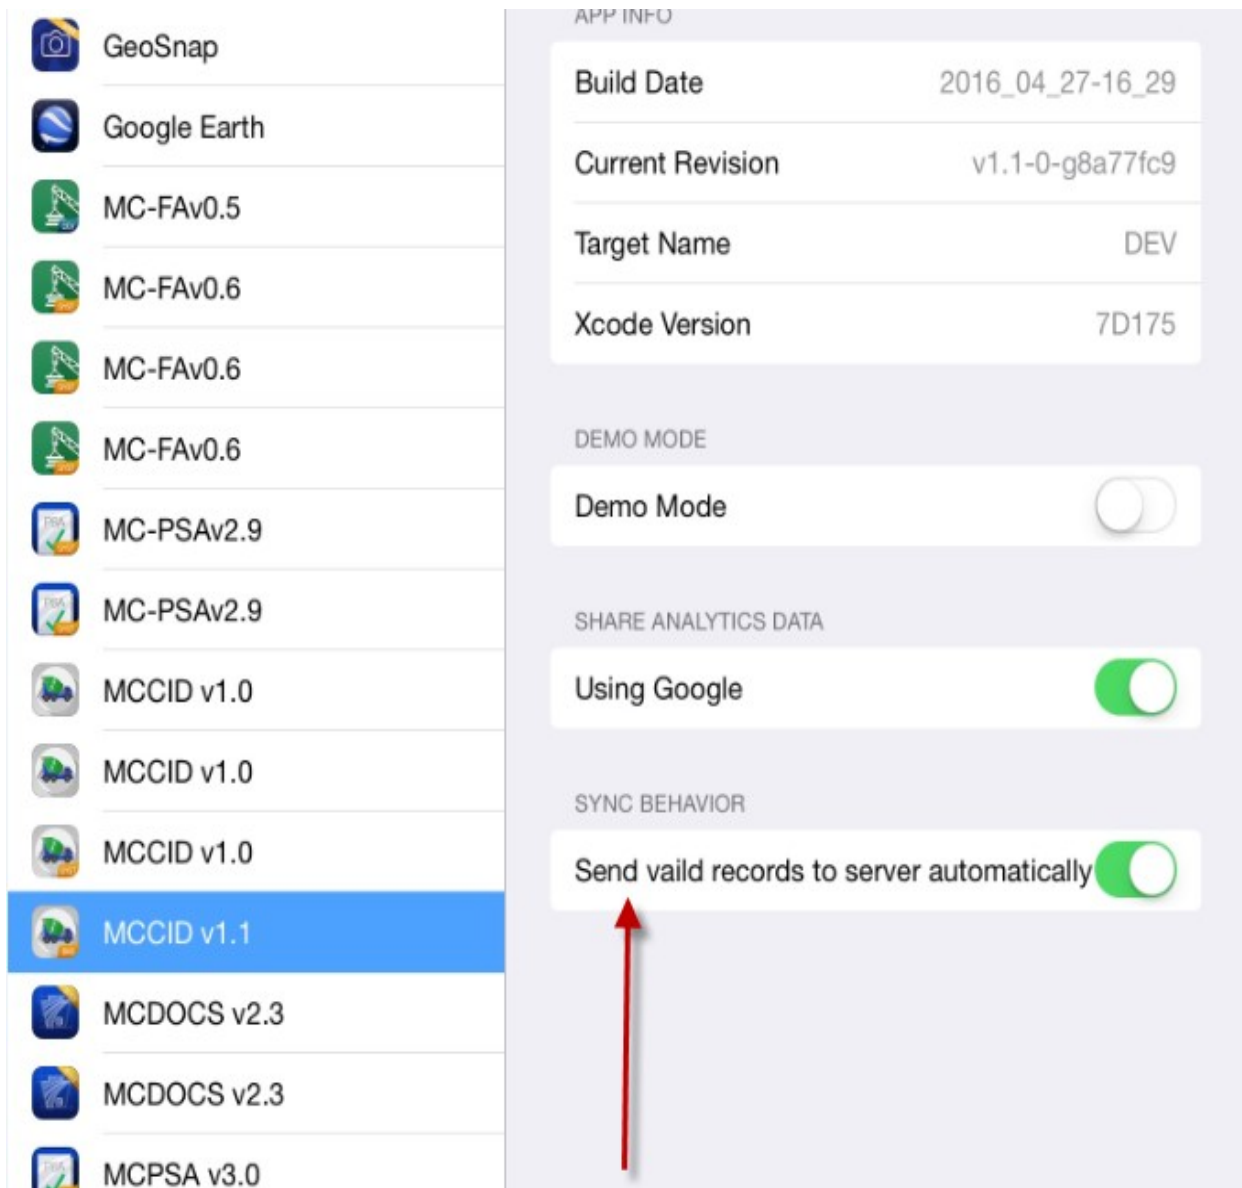 GeoSnap
Google Earth
MC-FAv0.5
MC-FAv0.6
MC-FAv0.6
MC-FAv0.6
MC-PSAv2.9
MC-PSAv2.9
MCCID v1.0
MCCID v1.0
MCCID v1.0
MCCID v1.1
MCDOCS v2.3
MCDOCS v2.3
MCPSA v3.0
APP INFO
Build Date 2016_04_27-16_29
Current Revision v1.1-0-g8a77fc9
Target Name DEV
Xcode Version 7D175
DEMO MODE
Demo Mode
SHARE ANALYTICS DATA
Using Google
SYNC BEHAVIOR
Send vaild records to server automatically